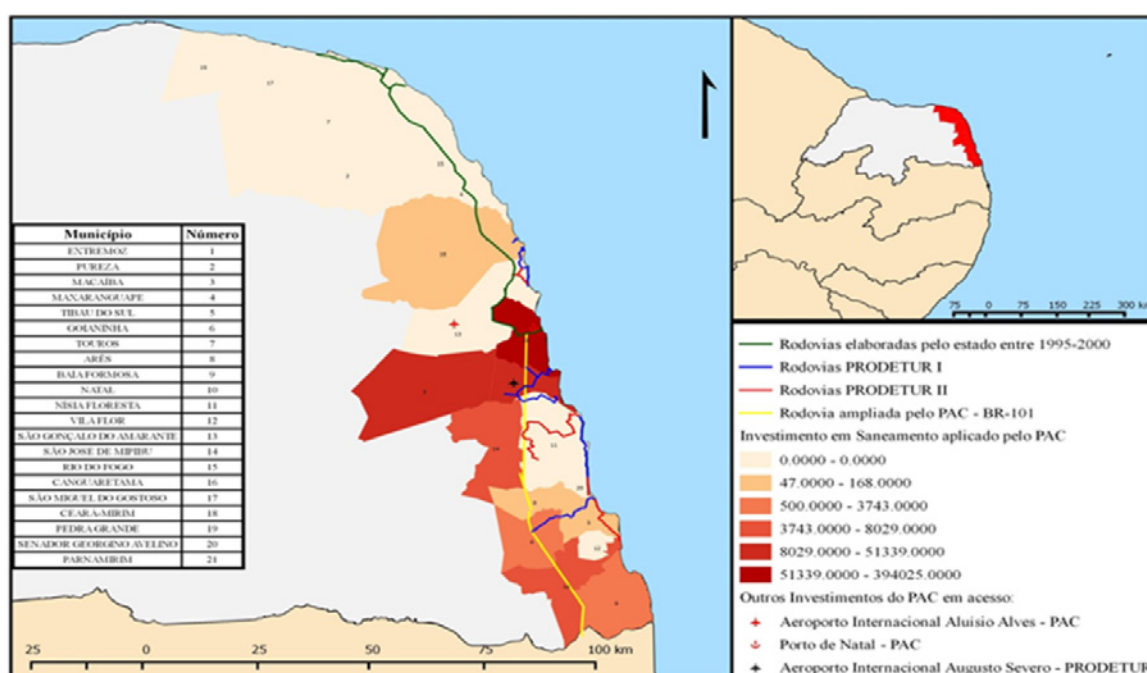 Município Número
EXTREMOZ 1
PUREZA 2
MACAÍBA 3
MAXARANGUAPE 4
TIBAU DO SUL 5
GOIANINHA 6
TOUROS 7
ARÊS 8
BAIA FORMOSA 9
NATAL 10
NÍSIA FLORESTA 11
VILA FLOR 12
SÃO GONÇALO DO AMARANTE 13
SÃO JOSE DE MIPIBU 14
RIO DO FOGO 15
CANGUARETAMA 16
SÃO MIGUEL DO GOSTOSO 17
CEARÁ-MIRIM 18
PEDRA GRANDE 19
SENADOR GEORGINO AVELINO 20
PARNAMIRIM 21
25 0 25 50 75 100 km
75 0 75 150 225 300 km
Rodovias elaboradas pelo estado entre 1995-2000
Rodovias PRODETUR I
Rodovias PRODETUR II
Rodovia ampliada pelo PAC - BR-101
Investimento em Saneamento aplicado pelo PAC
0.0000 - 0.0000
47.0000 - 168.0000
500.0000 - 3743.0000
3743.0000 - 8029.0000
8029.0000 - 51339.0000
51339.0000 - 394025.0000
Outros Investimentos do PAC em acesso:
Aeroporto Internacional Aluisio Alves - PAC
Porto de Natal - PAC
Aeroporto Internacional Augusto Severo - PRODETUR